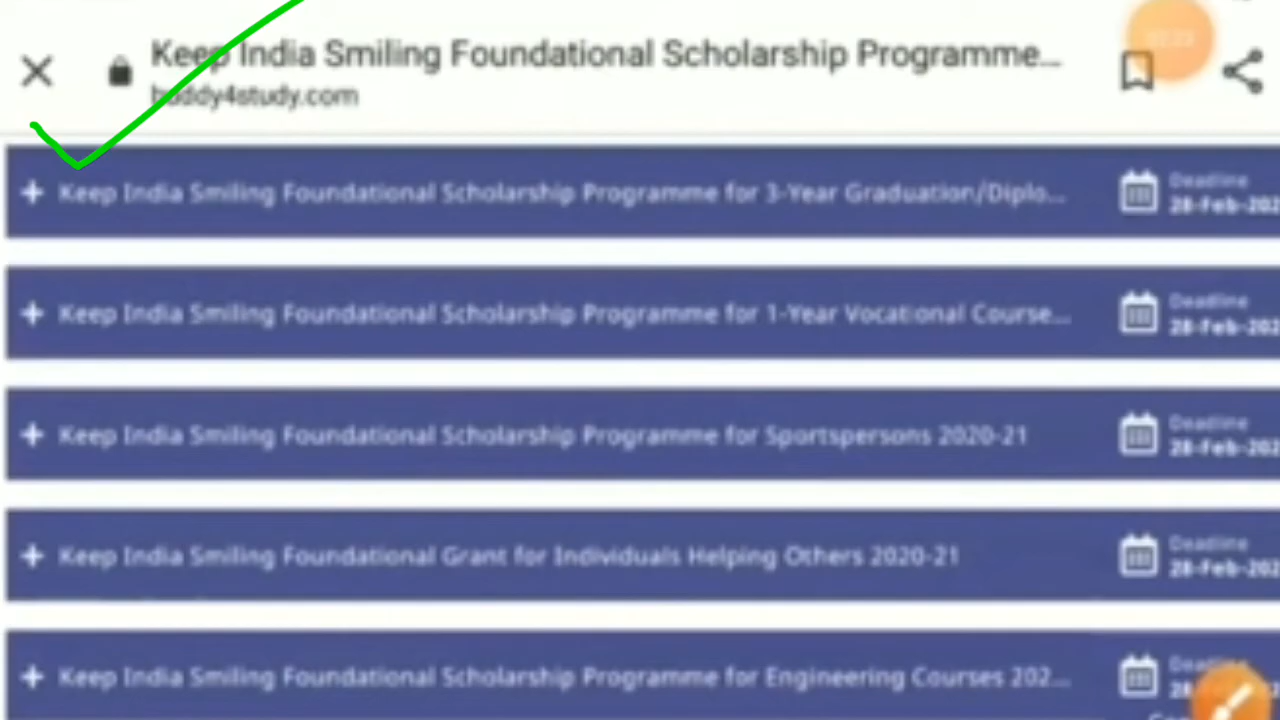 Keep India Smiling Foundational Scholarship Programme...
buddy4study.com
Keep India Smiling Foundational Scholarship Programme for 3-Year Graduation/Diplo...
Deadline
28-Feb-202
Keep India Smiling Foundational Scholarship Programme for 1-Year Vocational Course...
Deadline
28-Feb-202
Keep India Smiling Foundational Scholarship Programme for Sportspersons 2020-21
Deadline
28-Feb-202
Keep India Smiling Foundational Grant for Individuals Helping Others 2020-21
Deadline
28-Feb-202
Keep India Smiling Foundational Scholarship Programme for Engineering Courses 202...
28